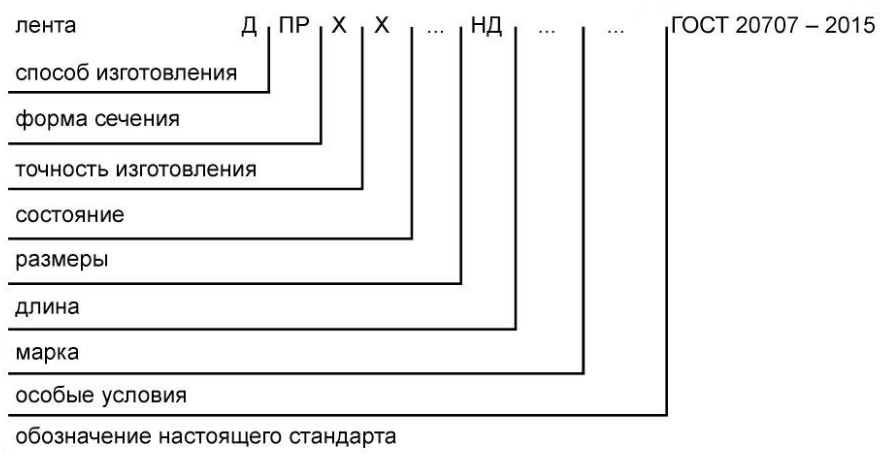 лента Д ПР Х Х ... НД ... ... ГОСТ 20707 – 2015
способ изготовления
форма сечения
точность изготовления
состояние
размеры
длина
марка
особые условия
обозначение настоящего стандарта